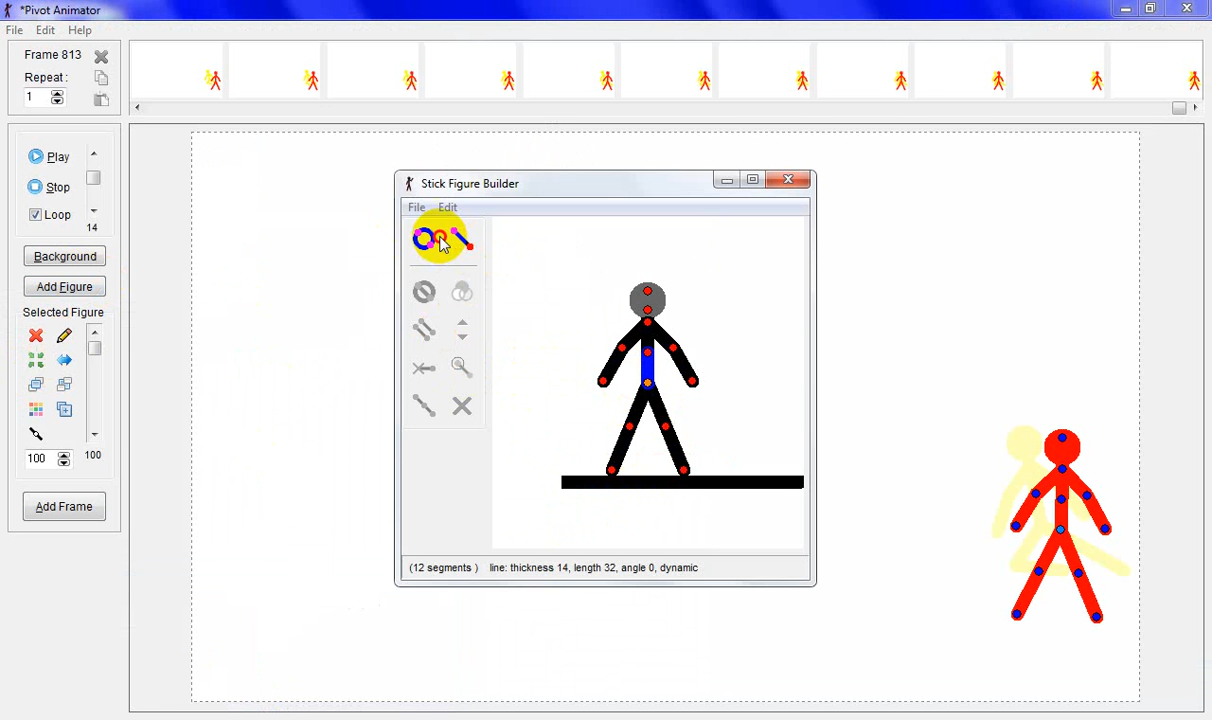 *Pivot Animator
File Edit Help
Frame 813
Repeat:
1
Play
Stop
Loop
14
Background
Add Figure
Selected Figure
100
100
Add Frame
Stick Figure Builder
File Edit
(12 segments ) line: thickness 14, length 32, angle 0, dynamic